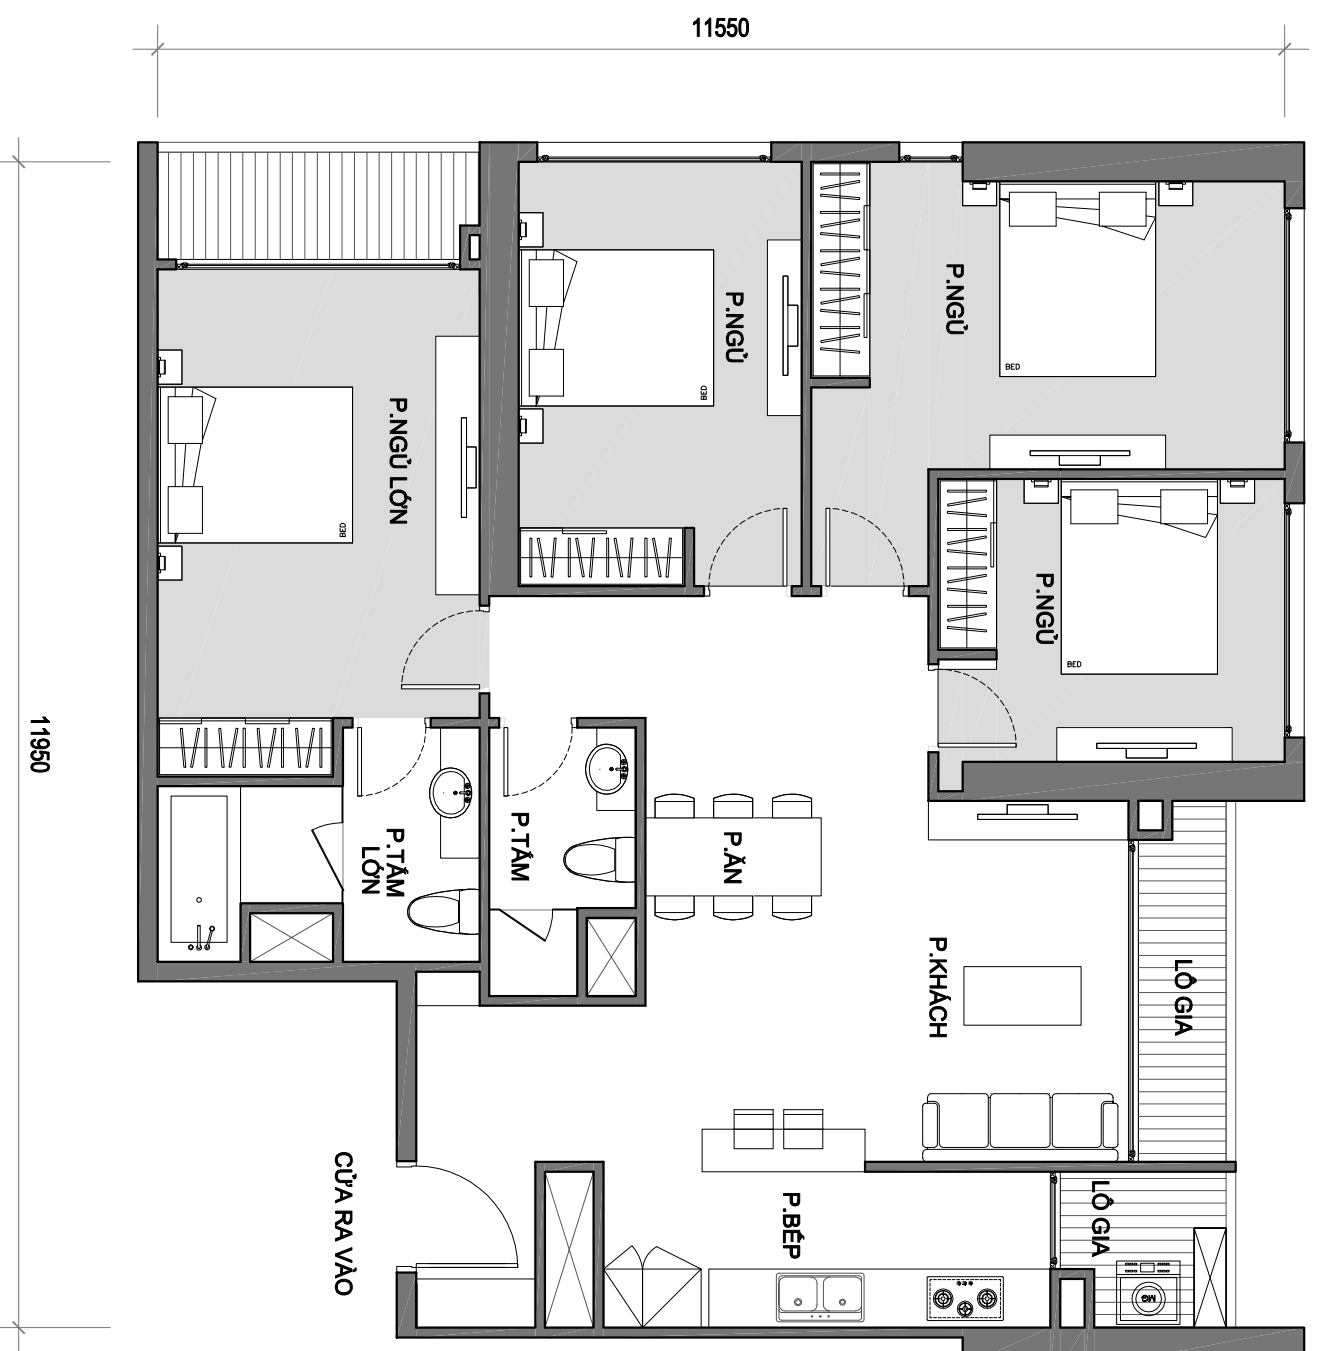 11550
11950
P.NGỦ LỚN
P.NGỦ
P.NGỦ
P.NGỦ
BED
BED
BED
BED
P.TẮM
LỚN
P.TẮM
P.ĂN
P.KHÁCH
LÔ GIA
P.BẾP
LÔ GIA
MG
CỬA RA VÀO